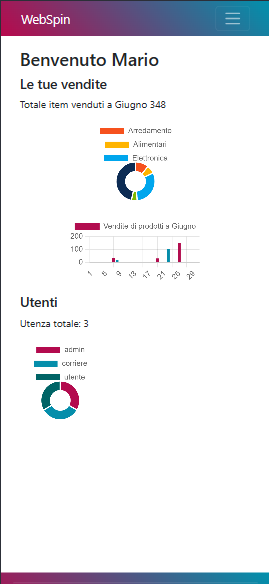 WebSpin
Benvenuto Mario
Le tue vendite
Totale item venduti a Giugno 348
Arredamento
Alimentari
Elettronica
Vendite di prodotti a Giugno
200
100
0
1 5 9 13 17 21 25 29
Utenti
Utenza totale: 3
admin
corriere
utente